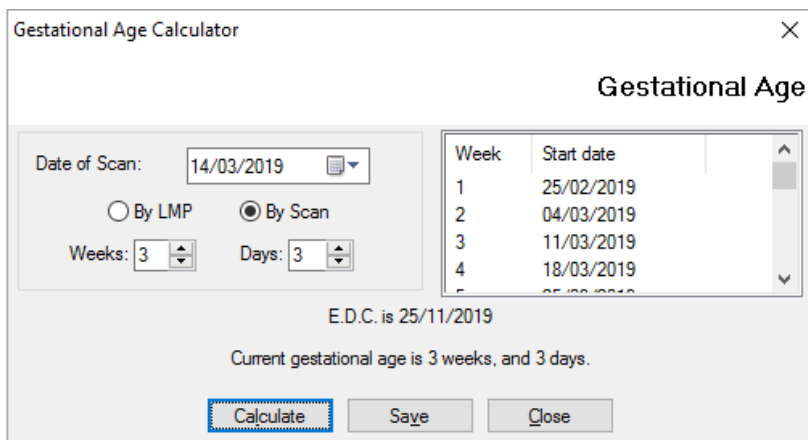 Gestational Age Calculator
Gestational Age
Date of Scan: 14/03/2019
By LMP By Scan
Weeks: 3 Days: 3
Week Start date
1 25/02/2019
2 04/03/2019
3 11/03/2019
4 18/03/2019
E.D.C. is 25/11/2019
Current gestational age is 3 weeks, and 3 days.
Calculate Save Close